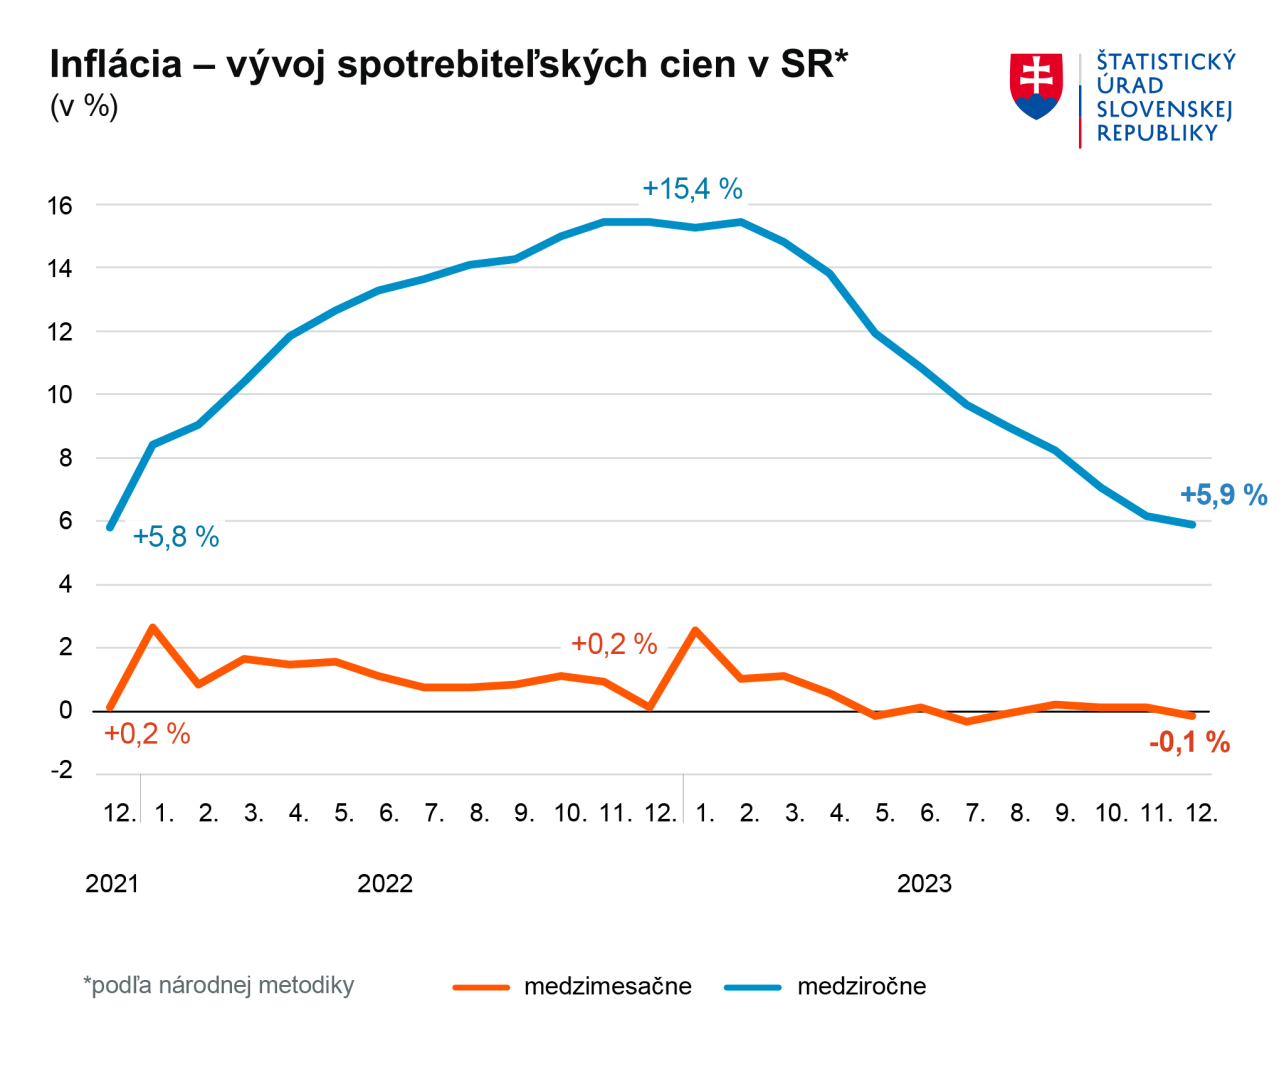 Inflácia – vývoj spotrebiteľských cien v SR*
(v %)
ŠTATISTICKÝ
ÚRAD
SLOVENSKEJ
REPUBLIKY
+15,4 %
16
14
12
10
8
+5,9 %
6
+5,8 %
4
2
+0,2 %
0
+0,2 %
-0,1 %
-2
12. 1. 2. 3. 4. 5. 6. 7. 8. 9. 10. 11. 12. 1. 2. 3. 4. 5. 6. 7. 8. 9. 10. 11. 12.
2021 2022 2023
*podľa národnej metodiky medzimesačne medziročne